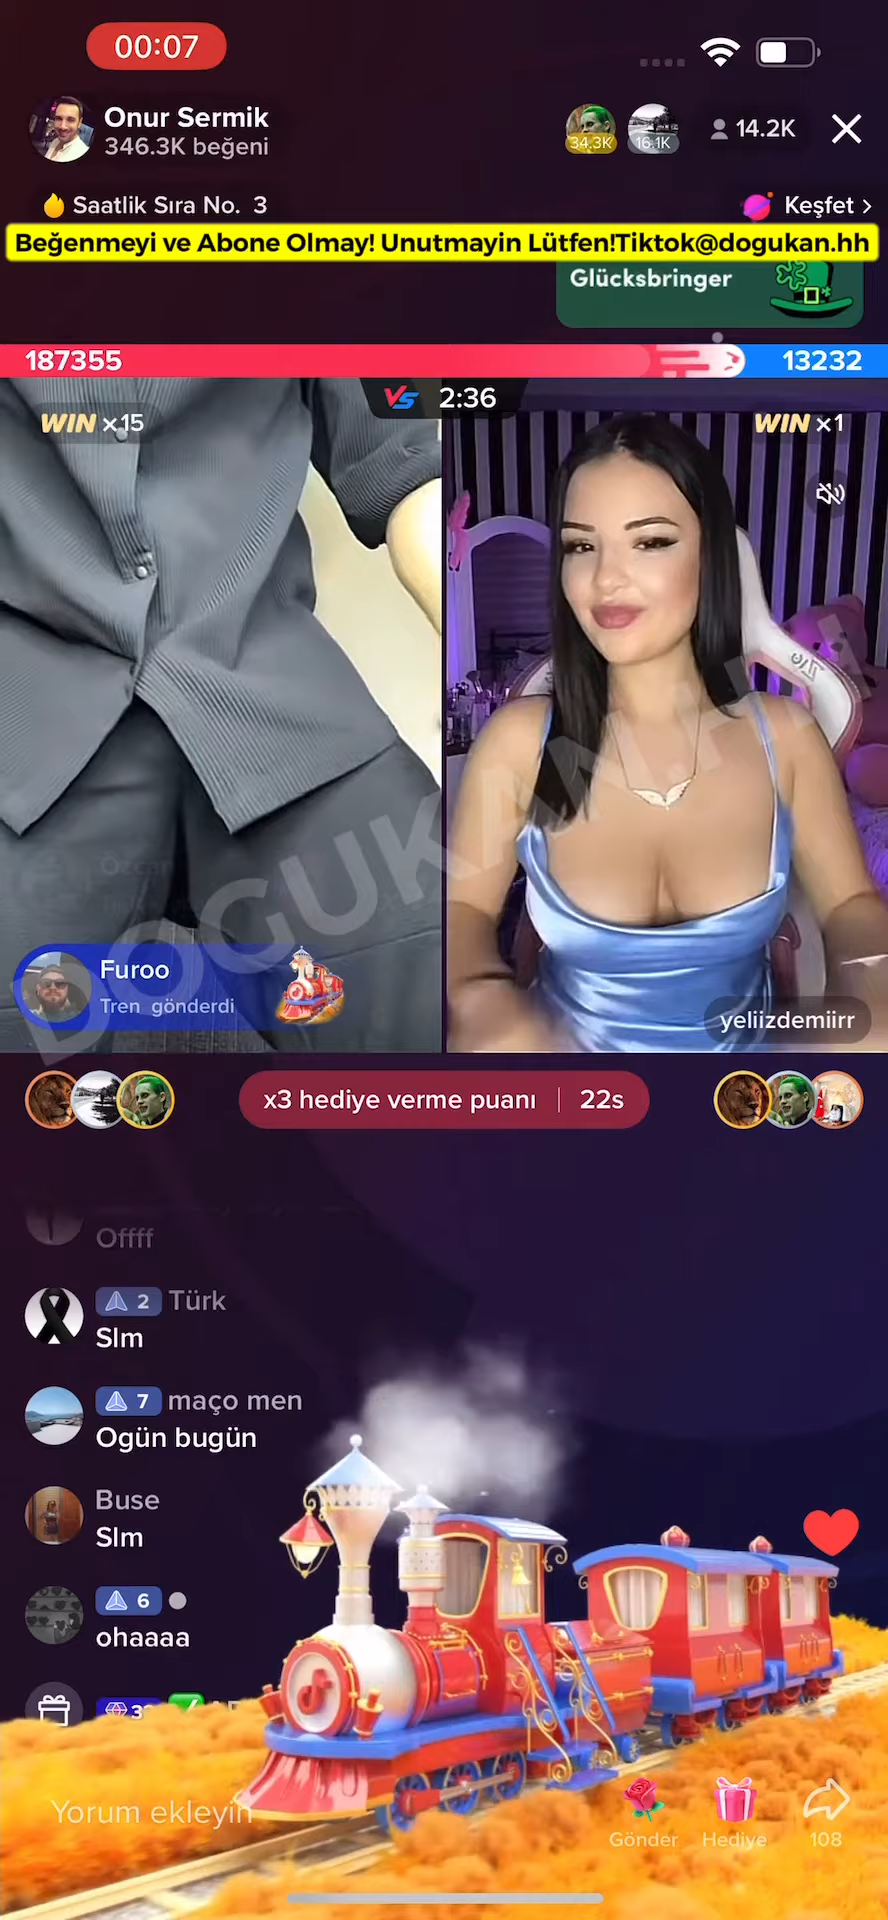 00:07
Onur Sermik
346.3K beğeni
34.3K
16.1K
14.2K
Saatlik Sıra No. 3
Keşfet >
Beğenmeyi ve Abone Olmay! Unutmayin Lütfen!Tiktok@dogukan.hh
Glücksbringer
187355
13232
VS 2:36
WIN x15
WIN x1
DOGUKAN.HH
Furoo
Tren gönderdi
yeliizdemiirr
x3 hediye verme puanı | 22s
Offff
2 Türk
Slm
7 maço men
Ogün bugün
Buse
Slm
6
ohaaaa
Yorum ekleyin
Gönder
Hediye
108